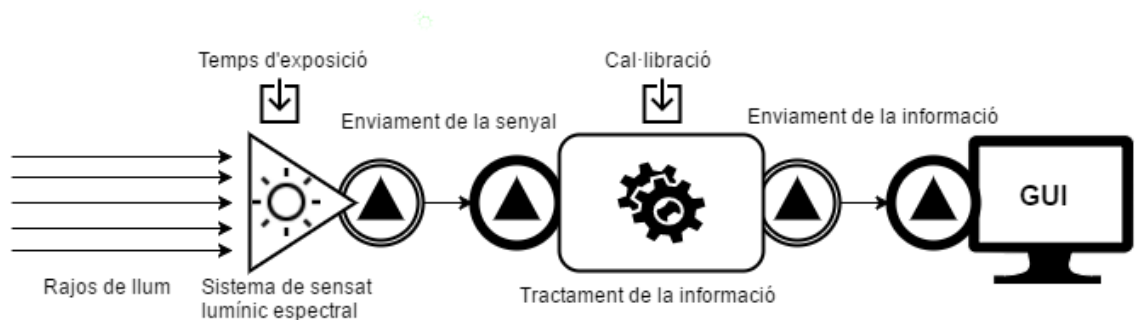 Temps d'exposició
Cal·libració
Enviament de la senyal
Enviament de la informació
GUI
Rajos de llum
Sistema de sensat
lumínic espectral
Tractament de la informació